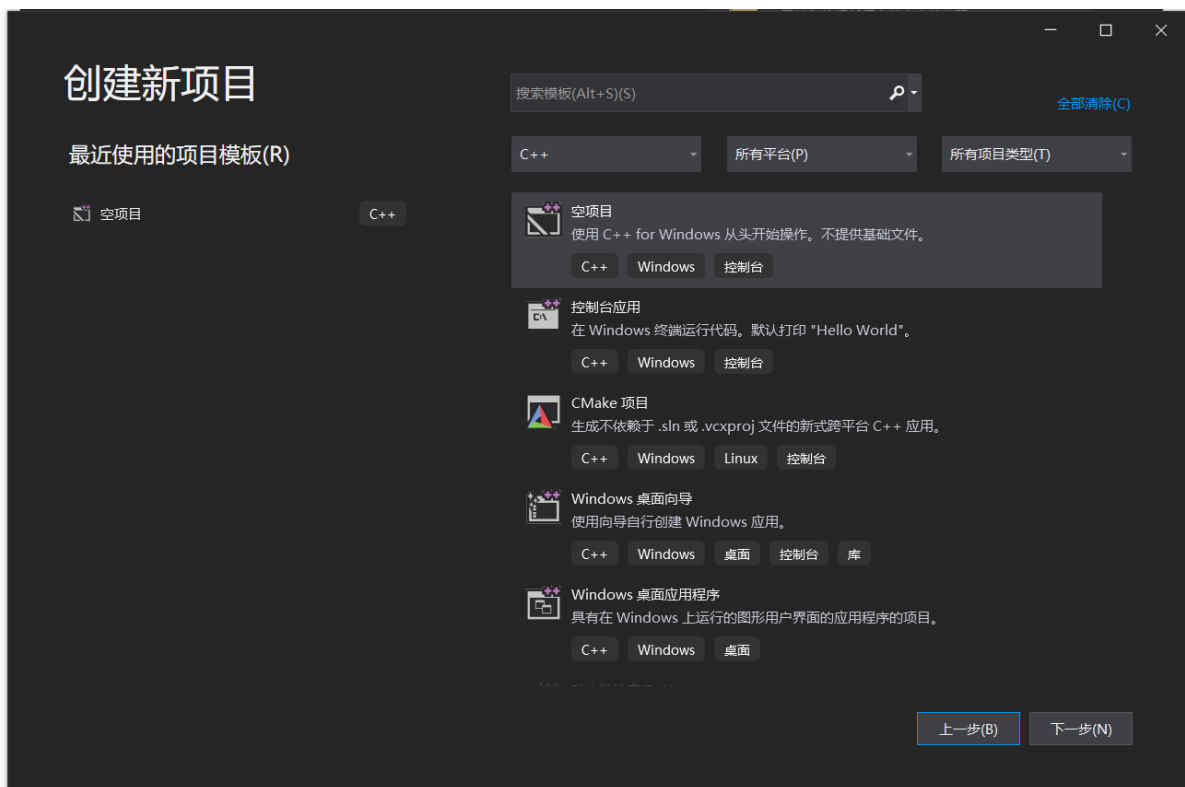 创建新项目
最近使用的项目模板(R)
空项目
C++
搜索模板(Alt+S)(S)
全部清除(C)
C++
所有平台(P)
所有项目类型(T)
空项目
使用 C++ for Windows 从头开始操作。不提供基础文件。
C++ Windows 控制台
控制台应用
在 Windows 终端运行代码。默认打印 "Hello World"。
C++ Windows 控制台
CMake 项目
生成不依赖于 .sln 或 .vcxproj 文件的新式跨平台 C++ 应用。
C++ Windows Linux 控制台
Windows 桌面向导
使用向导自行创建 Windows 应用。
C++ Windows 桌面 控制台 库
Windows 桌面应用程序
具有在 Windows 上运行的图形用户界面的应用程序的项目。
C++ Windows 桌面
上一步(B)
下一步(N)